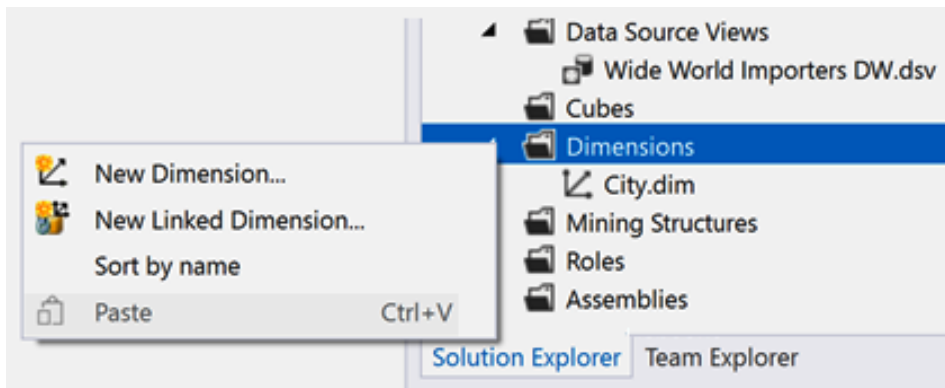 Data Source Views
Wide World Importers DW.dsv
Cubes
Dimensions
City.dim
Mining Structures
Roles
Assemblies
Solution Explorer Team Explorer
New Dimension...
New Linked Dimension...
Sort by name
Paste Ctrl+V